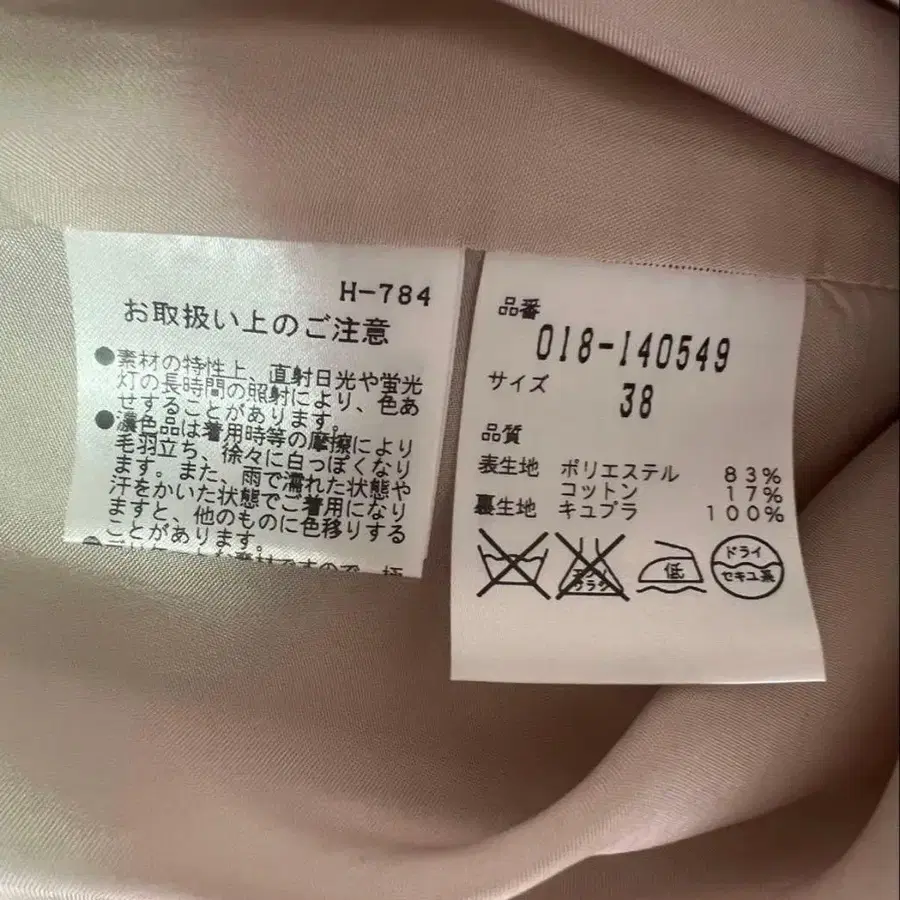 H-784
お取扱い上のご注意
●素材の特性上、直射日光や蛍光
灯の長時間の照射により、色あ
せすることがあります。
●濃色品は着用時等の摩擦により
毛羽立ち、徐々に白っぽくなり
ます。また、雨で濡れた状態や
汗をかいた状態でご着用になり
ますと、他のものに色移りする
ことがあります。
品番
018-140549
サイズ
38
品質
表生地 ポリエステル 83%
コットン 17%
裏生地 キュプラ 100%
エンソ
サラシ
低
ドライ
セキユ系